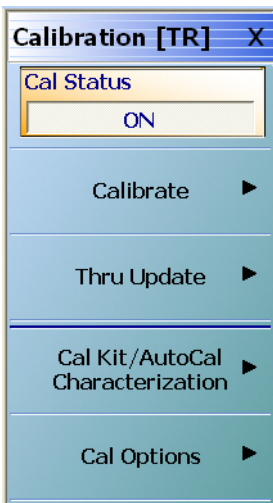 Calibration [TR] X
Cal Status
ON
Calibrate
Thru Update
Cal Kit/AutoCal
Characterization
Cal Options